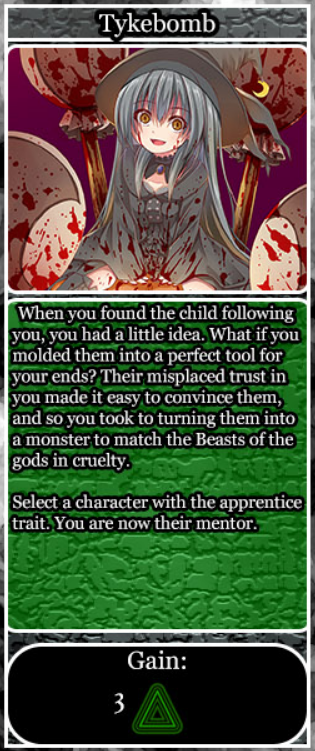 Tykebomb
When you found the child following
you, you had a little idea. What if you
molded them into a perfect tool for
your ends? Their misplaced trust in
you made it easy to convince them,
and so you took to turning them into
a monster to match the Beasts of the
gods in cruelty.
Select a character with the apprentice
trait. You are now their mentor.
Gain:
3